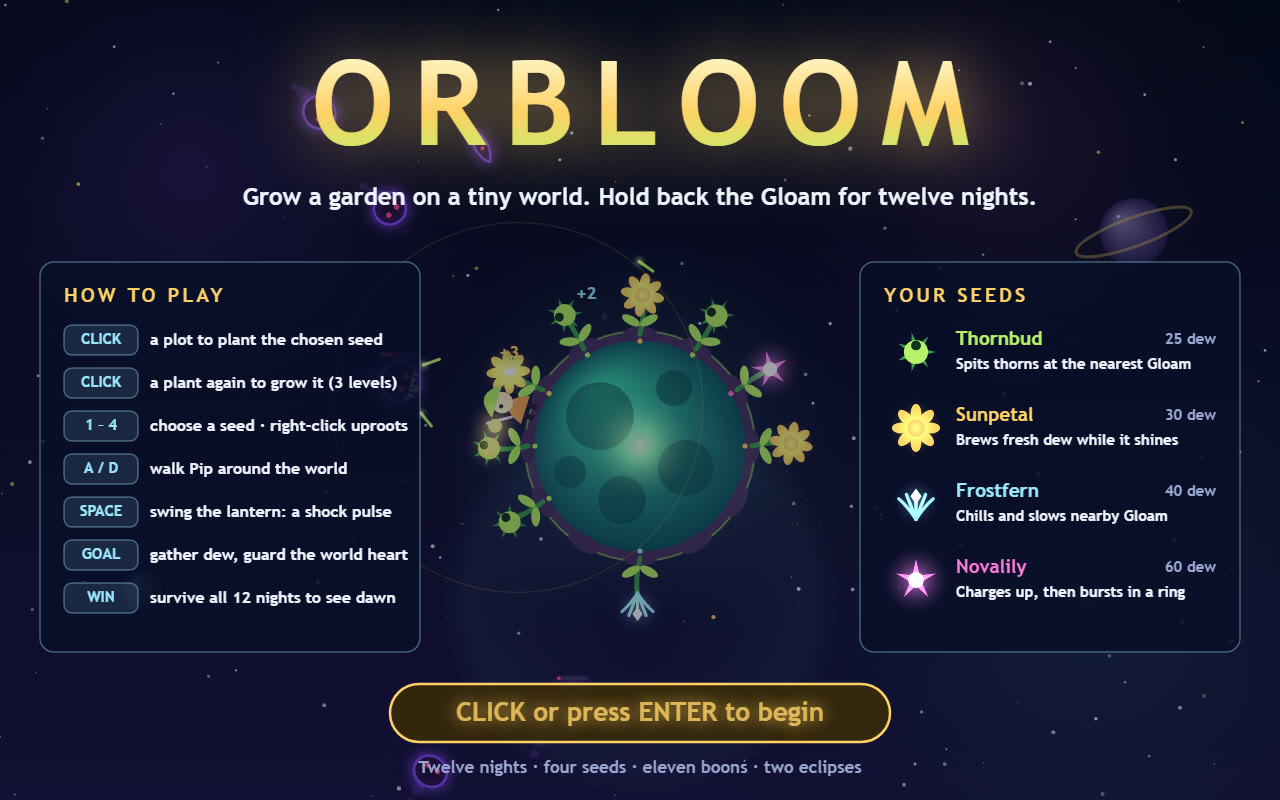 ORBLOOM
Grow a garden on a tiny world. Hold back the Gloam for twelve nights.
HOW TO PLAY
CLICK a plot to plant the chosen seed
CLICK a plant again to grow it (3 levels)
1 - 4 choose a seed · right-click uproots
A / D walk Pip around the world
SPACE swing the lantern: a shock pulse
GOAL gather dew, guard the world heart
WIN survive all 12 nights to see dawn
+2
+3
YOUR SEEDS
Thornbud 25 dew
Spits thorns at the nearest Gloam
Sunpetal 30 dew
Brews fresh dew while it shines
Frostfern 40 dew
Chills and slows nearby Gloam
Novalily 60 dew
Charges up, then bursts in a ring
CLICK or press ENTER to begin
Twelve nights · four seeds · eleven boons · two eclipses